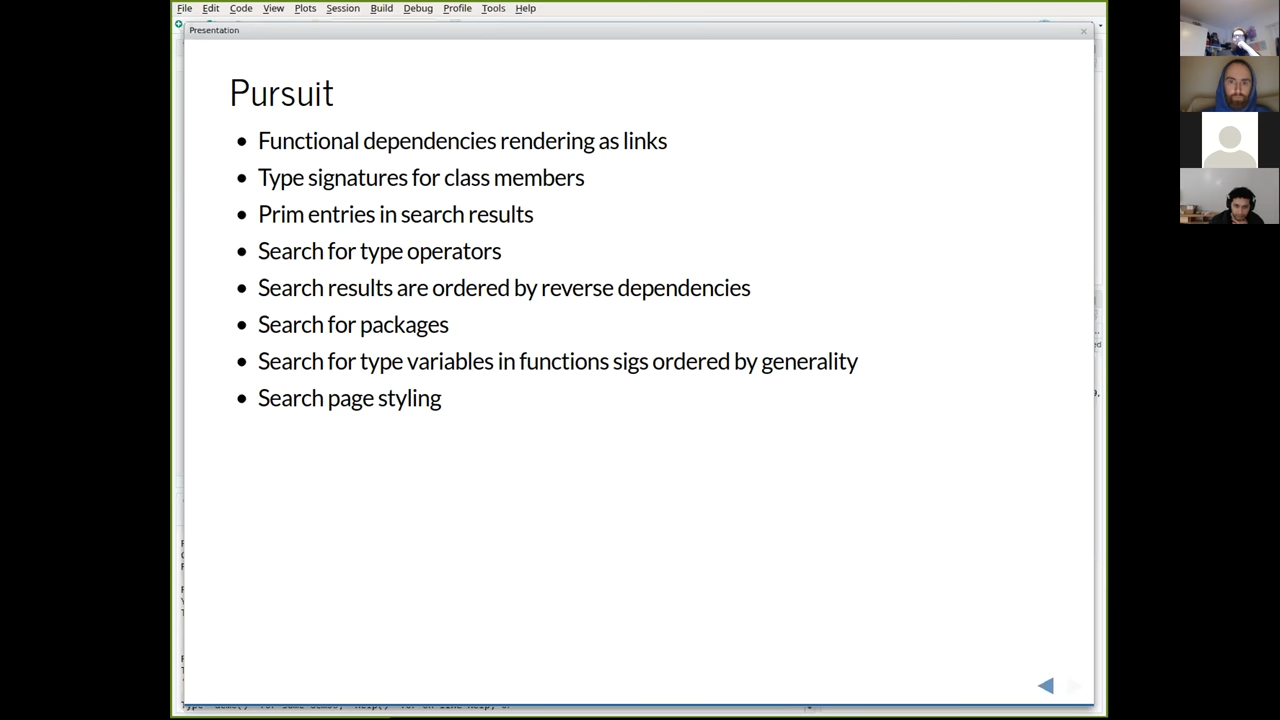 File Edit Code View Plots Session Build Debug Profile Tools Help
Presentation
Pursuit
Functional dependencies rendering as links
Type signatures for class members
Prim entries in search results
Search for type operators
Search results are ordered by reverse dependencies
Search for packages
Search for type variables in functions sigs ordered by generality
Search page styling